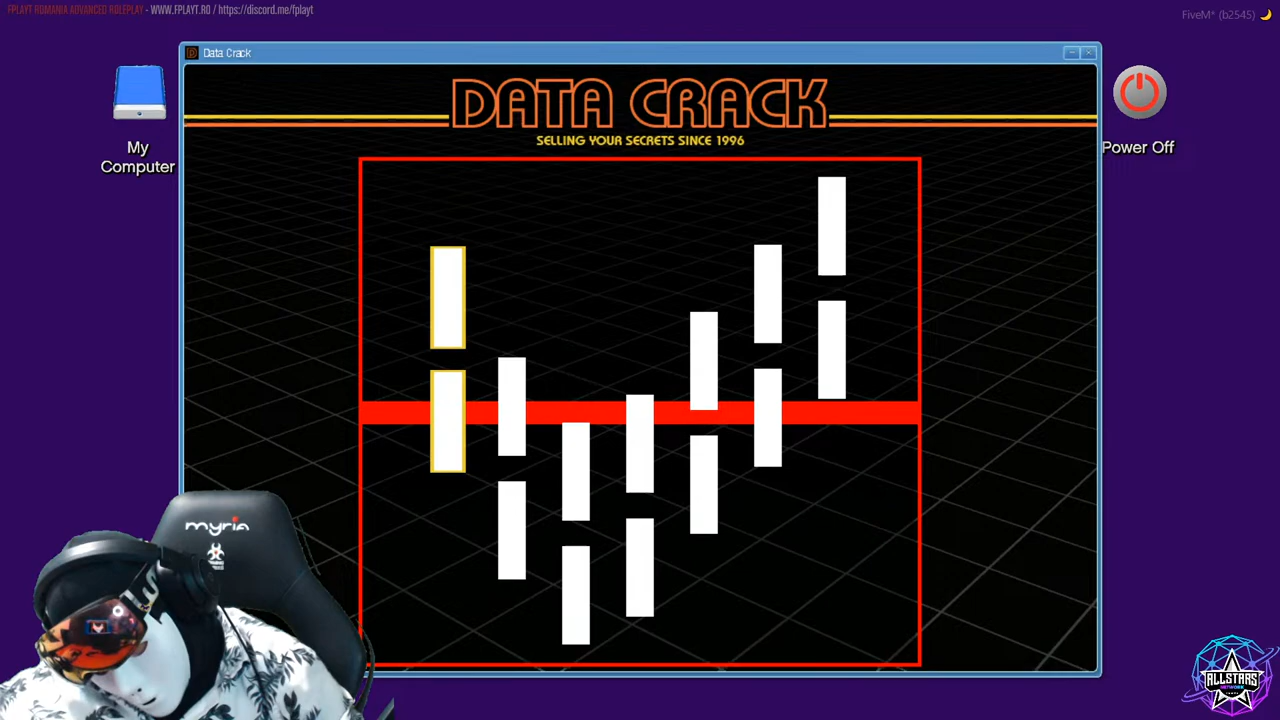 FPLAYT ROMANIA ADVANCED ROLEPLAY - WWW.FPLAYT.RO / https://discord.me/fplayt
FiveM* (b2545)
Data Crack
DATA CRACK
SELLING YOUR SECRETS SINCE 1996
My
Computer
Power Off
myria
ALLSTARS
NETWORK